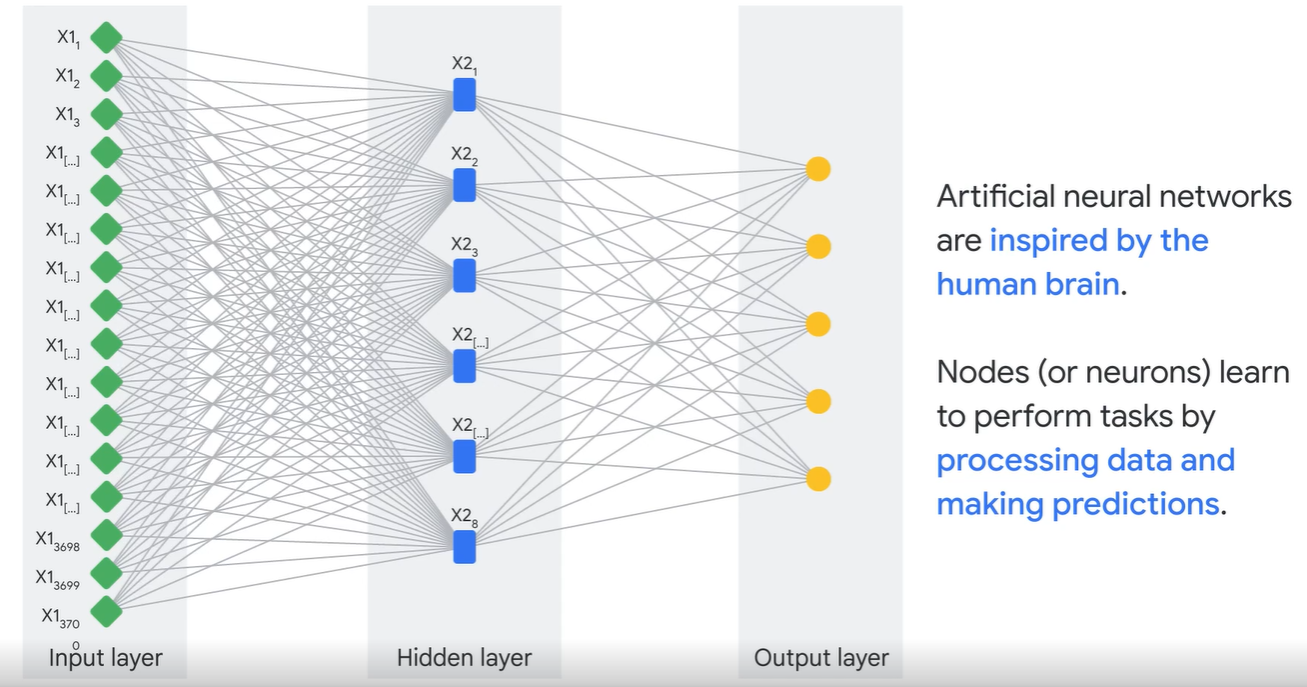 X1₁
X1₂
X1₃
X1[...]
X1[...]
X1[...]
X1[...]
X1[...]
X1[...]
X1[...]
X1[...]
X1[...]
X1[...]
X1₃₆₉₈
X1₃₆₉₉
X1₃₇₀
₀
Input layer
X2₁
X2₂
X2₃
X2[...]
X2[...]
X2₈
Hidden layer
Output layer
Artificial neural networks
are inspired by the
human brain.
Nodes (or neurons) learn
to perform tasks by
processing data and
making predictions.